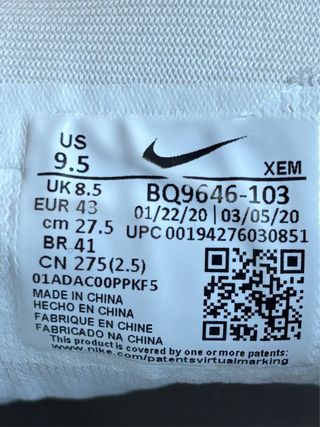 US
9.5
XEM
UK 8.5
BQ9646-103
EUR 43
01/22/20 | 03/05/20
cm 27.5
UPC 00194276030851
BR 41
CN 275(2.5)
01ADAC00PPKF5
MADE IN CHINA
HECHO EN CHINA
FABRIQUE EN CHINE
FABRICADO NA CHINA
This product is covered by one or more patents:
www.nike.com/patentsvirtualmarking